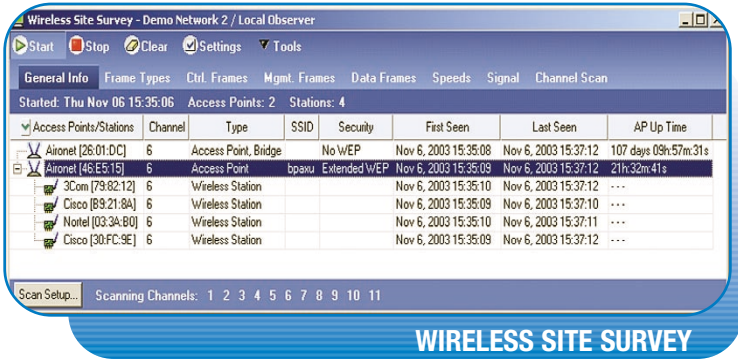 Wireless Site Survey - Demo Network 2 / Local Observer
Start Stop Clear Settings Tools
General Info Frame Types Ctrl. Frames Mgmt. Frames Data Frames Speeds Signal Channel Scan
Started: Thu Nov 06 15:35:06 Access Points: 2 Stations: 4
Access Points/Stations Channel Type SSID Security First Seen Last Seen AP Up Time
Aironet [26:01:DC] 6 Access Point, Bridge No WEP Nov 6, 2003 15:35:08 Nov 6, 2003 15:37:12 107 days 09h:57m:31s
Aironet [46:E5:15] 6 Access Point bpaxu Extended WEP Nov 6, 2003 15:35:09 Nov 6, 2003 15:37:12 21h:32m:41s
3Com [79:82:12] 6 Wireless Station Nov 6, 2003 15:35:10 Nov 6, 2003 15:37:12 ---
Cisco [B9:21:8A] 6 Wireless Station Nov 6, 2003 15:35:09 Nov 6, 2003 15:37:10 ---
Nortel [03:3A:B0] 6 Wireless Station Nov 6, 2003 15:35:10 Nov 6, 2003 15:37:11 ---
Cisco [30:FC:9E] 6 Wireless Station Nov 6, 2003 15:35:09 Nov 6, 2003 15:37:12 ---
Scan Setup... Scanning Channels: 1 2 3 4 5 6 7 8 9 10 11
WIRELESS SITE SURVEY